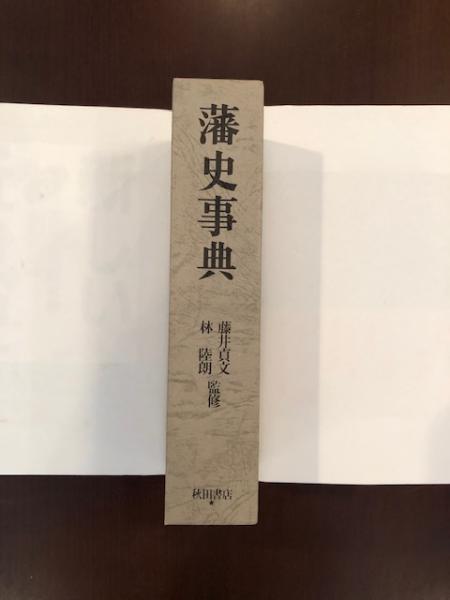 藩史事典
藤井貞文
林 陸朗
監修
秋田書店